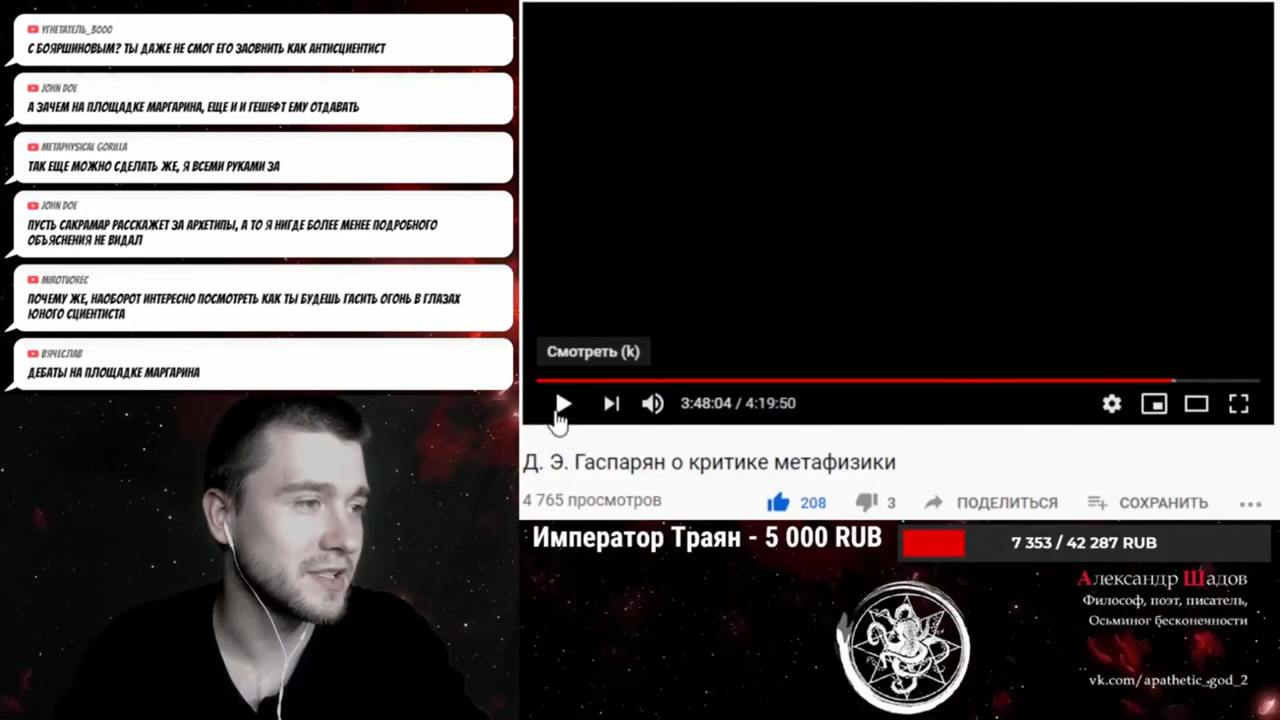 УГНЕТАТЕЛЬ_3000
С БОЯРШИНОВЫМ? ТЫ ДАЖЕ НЕ СМОГ ЕГО ЗАОВНИТЬ КАК АНТИСЦИЕНТИСТ
JOHN DOE
А ЗАЧЕМ НА ПЛОЩАДКЕ МАРГАРИНА, ЕЩЕ И И ГЕШЕФТ ЕМУ ОТДАВАТЬ
METAPHYSICAL GORILLA
ТАК ЕЩЕ МОЖНО СДЕЛАТЬ ЖЕ, Я ВСЕМИ РУКАМИ ЗА
JOHN DOE
ПУСТЬ САКРАМАР РАССКАЖЕТ ЗА АРХЕТИПЫ, А ТО Я НИГДЕ БОЛЕЕ МЕНЕЕ ПОДРОБНОГО
ОБЪЯСНЕНИЯ НЕ ВИДАЛ
MIROTVOREC
ПОЧЕМУ ЖЕ, НАОБОРОТ ИНТЕРЕСНО ПОСМОТРЕТЬ КАК ТЫ БУДЕШЬ ГАСИТЬ ОГОНЬ В ГЛАЗАХ
ЮНОГО СЦИЕНТИСТА
ВЯЧЕСЛАВ
ДЕБАТЫ НА ПЛОЩАДКЕ МАРГАРИНА
Смотреть (k)
3:48:04 / 4:19:50
Д. Э. Гаспарян о критике метафизики
4 765 просмотров
208
3
ПОДЕЛИТЬСЯ
СОХРАНИТЬ
Император Траян - 5 000 RUB
7 353 / 42 287 RUB
Александр Шадов
Философ, поэт, писатель,
Осьминог бесконечности
vk.com/apathetic_god_2